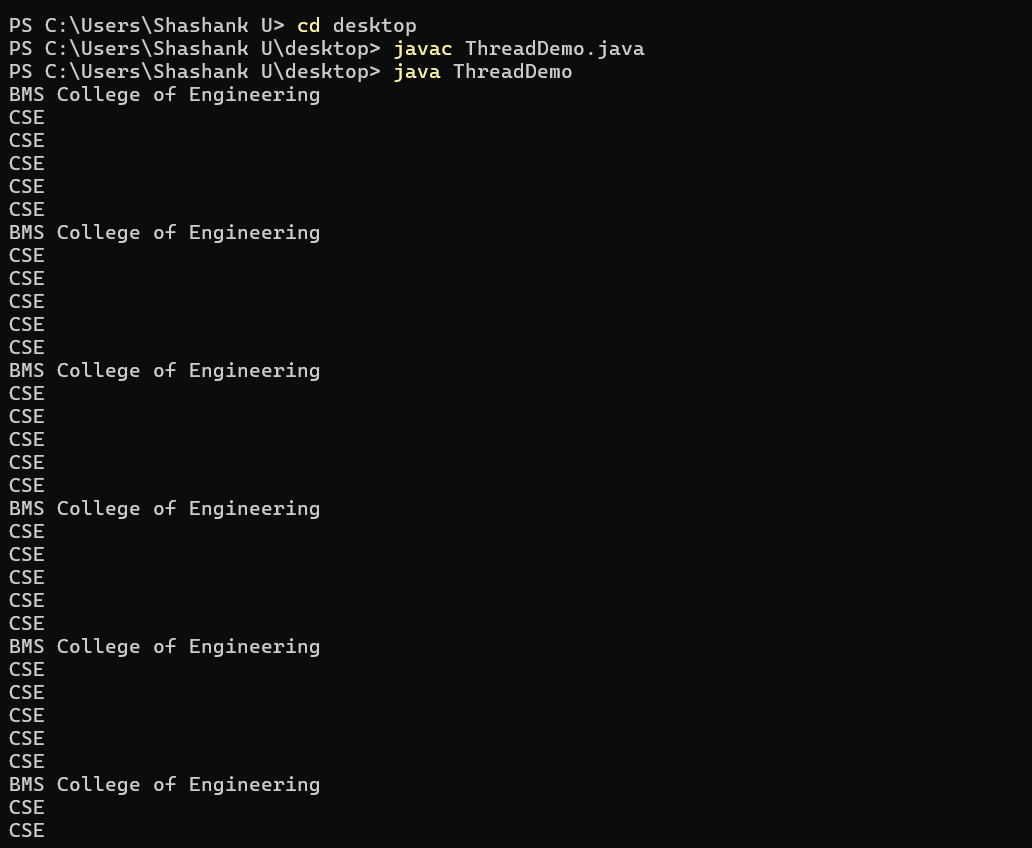 PS C:\Users\Shashank U> cd desktop
PS C:\Users\Shashank U\desktop> javac ThreadDemo.java
PS C:\Users\Shashank U\desktop> java ThreadDemo
BMS College of Engineering
CSE
CSE
CSE
CSE
CSE
BMS College of Engineering
CSE
CSE
CSE
CSE
CSE
BMS College of Engineering
CSE
CSE
CSE
CSE
CSE
BMS College of Engineering
CSE
CSE
CSE
CSE
CSE
BMS College of Engineering
CSE
CSE
CSE
CSE
CSE
BMS College of Engineering
CSE
CSE